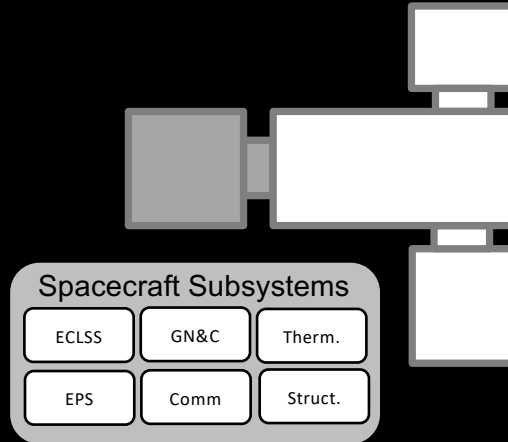 Spacecraft Subsystems
ECLSS GN&C Therm.
EPS Comm Struct.